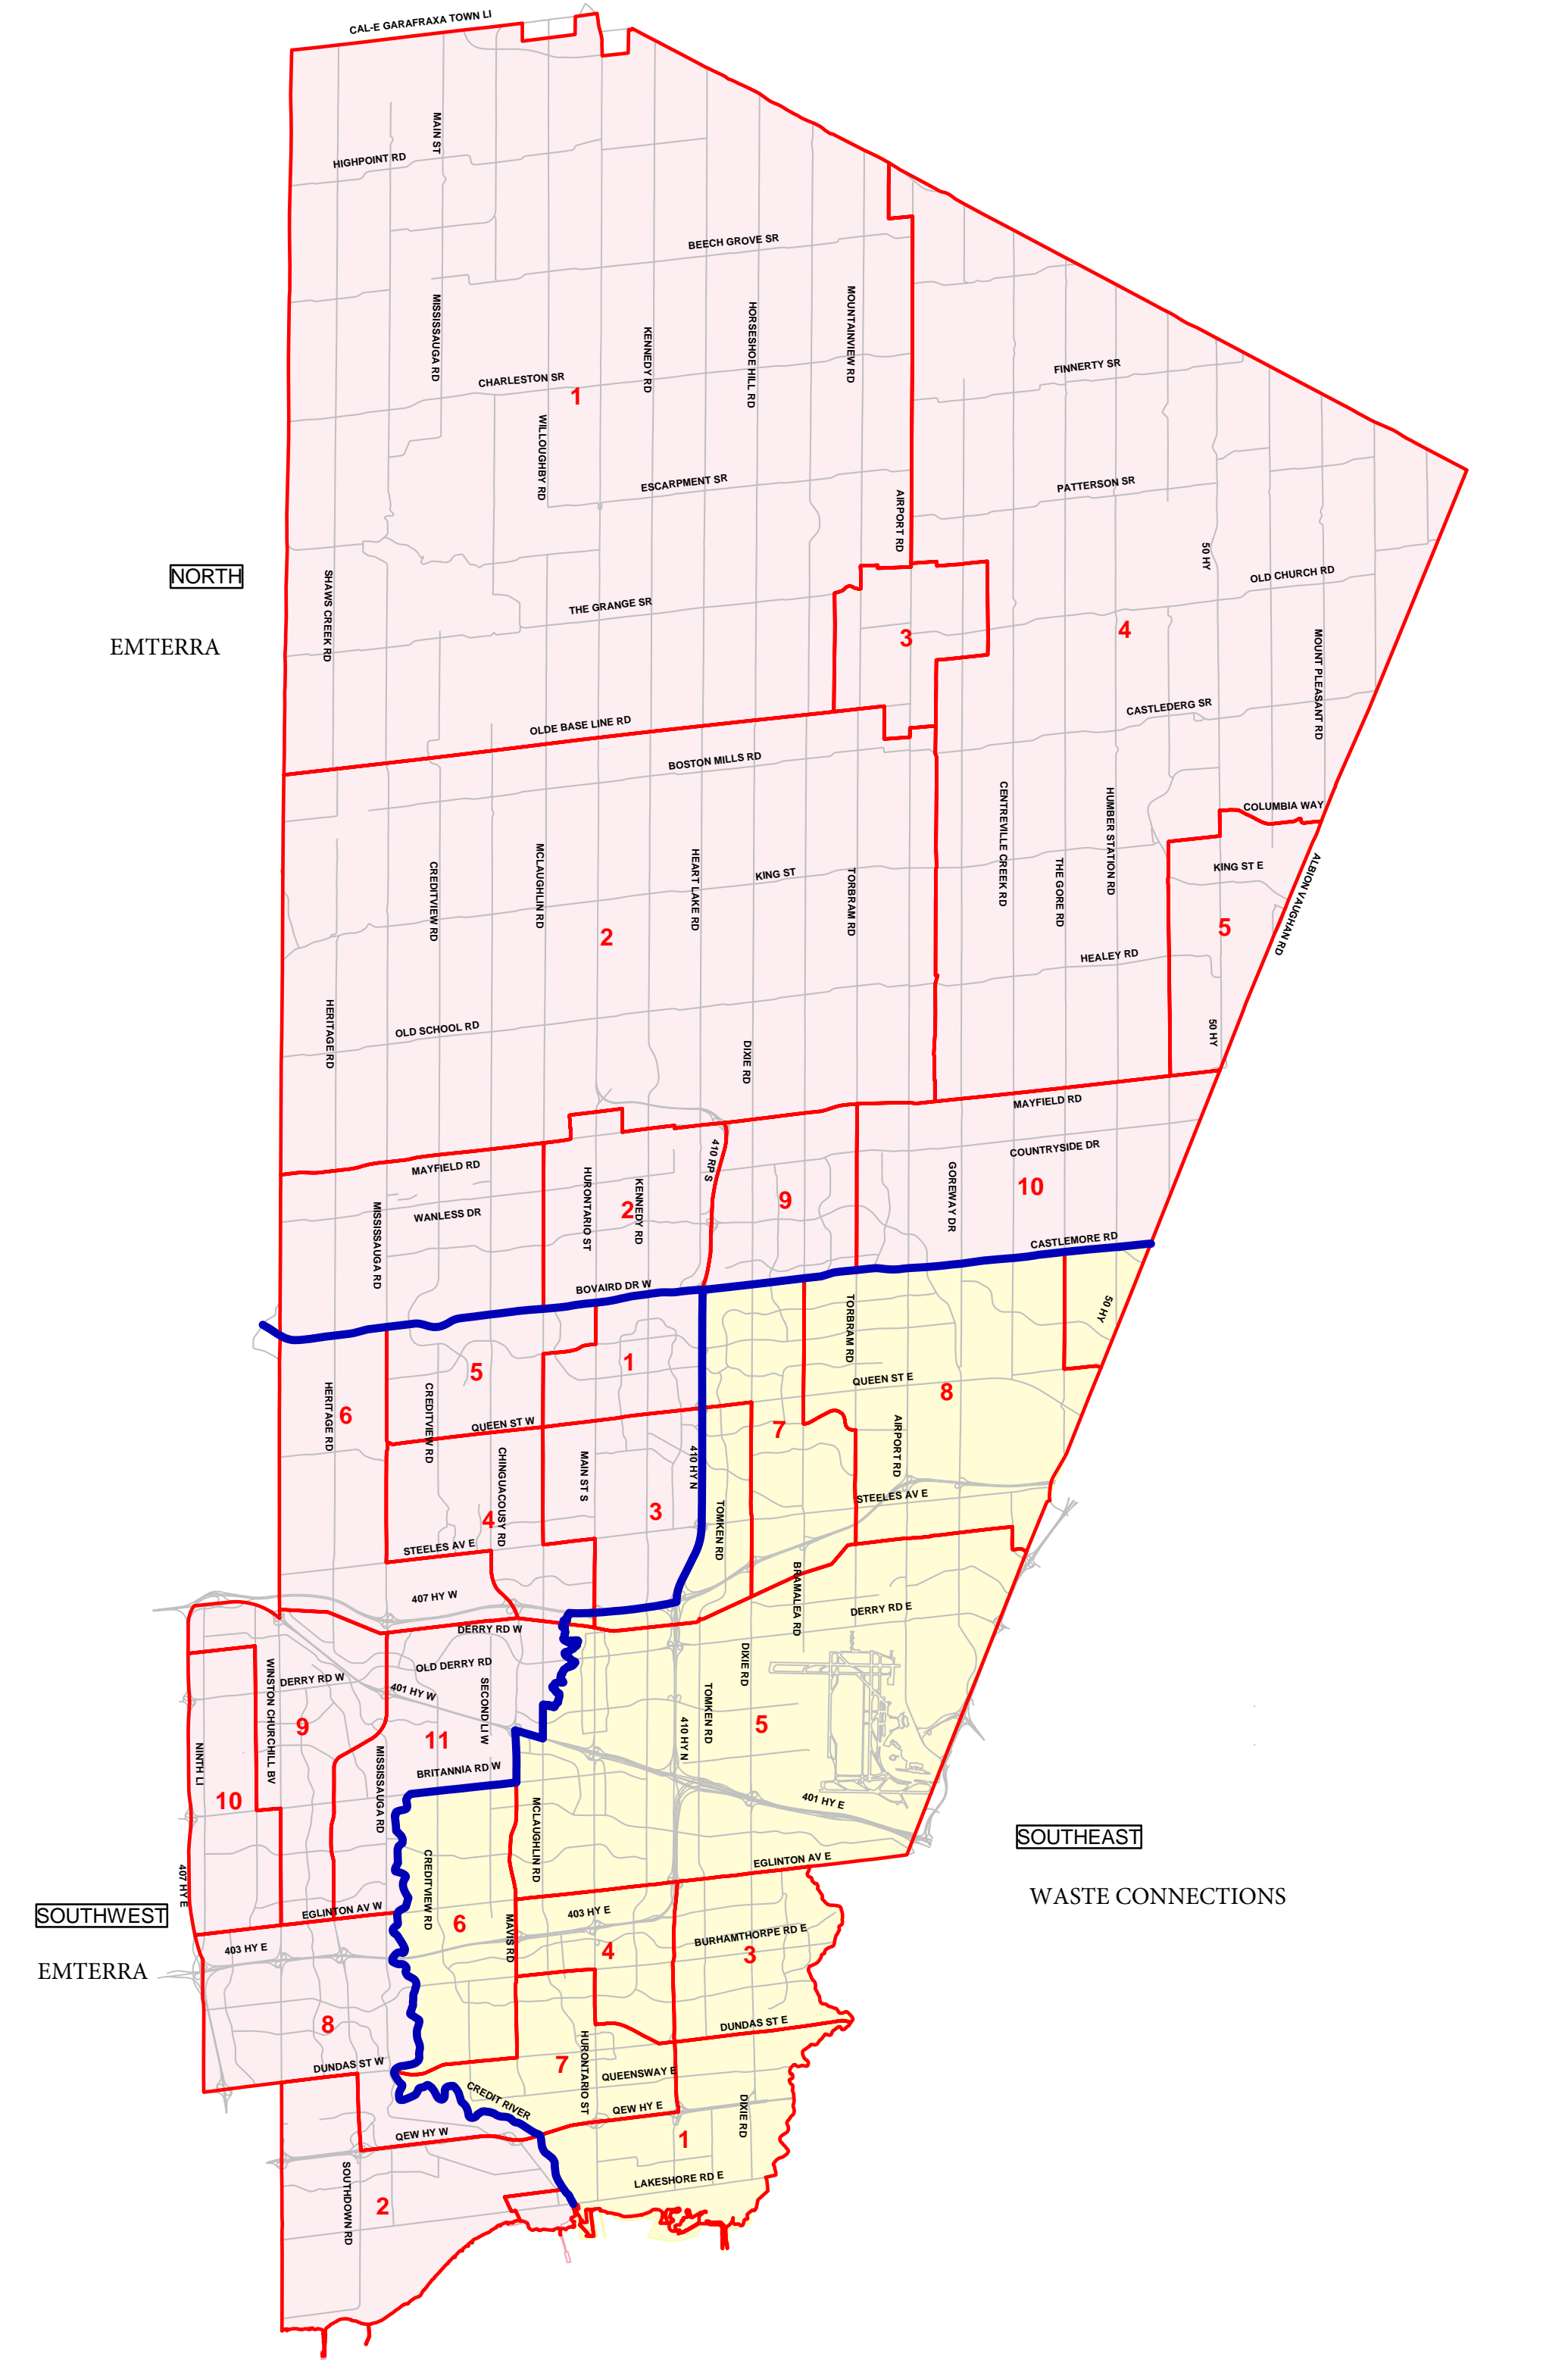 CAL-E GARAFRAXA TOWN LI
MAIN ST
HIGHPOINT RD
BEECH GROVE SR
MISSISSAUGA RD
KENNEDY RD
HORSESHOE HILL RD
MOUNTAINVIEW RD
FINNERTY SR
CHARLESTON SR
1
WILLOUGHBY RD
ESCARPMENT SR
AIRPORT RD
PATTERSON SR
50 HY
NORTH
SHAWS CREEK RD
OLD CHURCH RD
THE GRANGE SR
EMTERRA
3
4
MOUNT PLEASANT RD
CASTLEDERG SR
OLDE BASE LINE RD
BOSTON MILLS RD
CENTREVILLE CREEK RD
HUMBER STATION RD
COLUMBIA WAY
CREDITVIEW RD
MCLAUGHLIN RD
HEART LAKE RD
KING ST
TORBRAM RD
THE GORE RD
KING ST E
ALBION VAUGHAN RD
2
5
HEALEY RD
HERITAGE RD
OLD SCHOOL RD
DIXIE RD
50 HY
MAYFIELD RD
MAYFIELD RD
410 RP S
COUNTRYSIDE DR
HURONTARIO ST
KENNEDY RD
2
9
GOREWAY DR
10
MISSISSAUGA RD
WANLESS DR
CASTLEMORE RD
BOVAIRD DR W
TORBRAM RD
50 HY
5
1
QUEEN ST E
8
HERITAGE RD
6
CREDITVIEW RD
QUEEN ST W
7
AIRPORT RD
CHINGUACOUSY RD
MAIN ST S
410 HY N
4
3
TOMKEN RD
STEELES AV E
STEELES AV E
407 HY W
BRAMALEA RD
DERRY RD E
DERRY RD W
OLD DERRY RD
DERRY RD W
WINSTON CHURCHILL BV
401 HY W
SECOND LI W
DIXIE RD
TOMKEN RD
410 HY N
5
9
11
NINTH LI
MISSISSAUGA RD
BRITANNIA RD W
10
MCLAUGHLIN RD
401 HY E
SOUTHEAST
EGLINTON AV E
407 HY E
CREDITVIEW RD
WASTE CONNECTIONS
SOUTHWEST
EGLINTON AV W
6
MAVIS RD
403 HY E
BURHAMTHORPE RD E
403 HY E
4
3
EMTERRA
8
DUNDAS ST E
DUNDAS ST W
7
HURONTARIO ST
QUEENSWAY E
CREDIT RIVER
QEW HY E
DIXIE RD
QEW HY W
1
SOUTHDOWN RD
LAKESHORE RD E
2